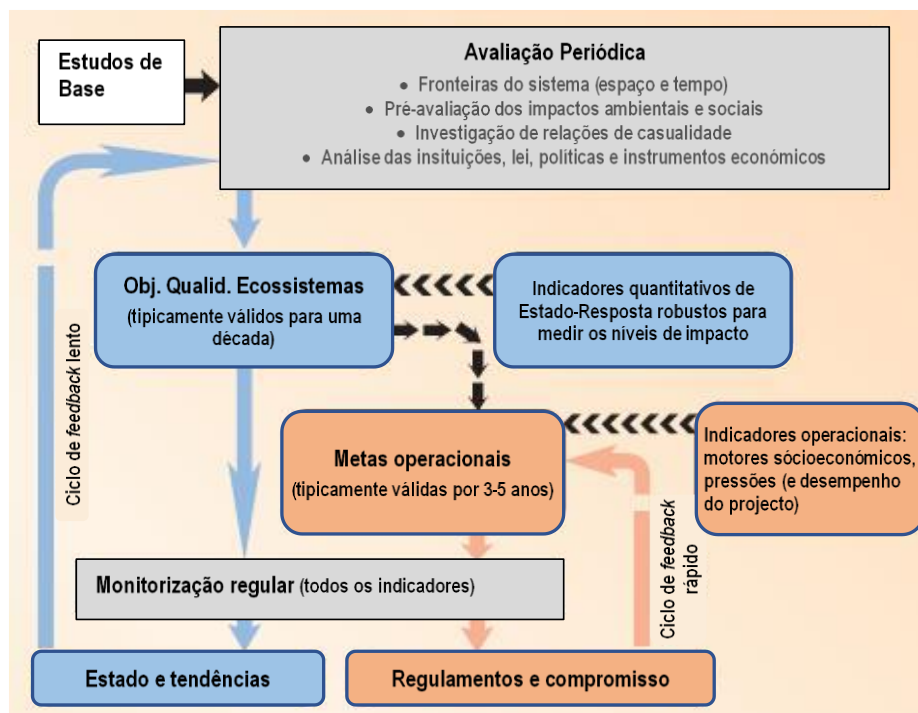 Estudos de
Base
Avaliação Periódica
• Fronteiras do sistema (espaço e tempo)
• Pré-avaliação dos impactos ambientais e sociais
• Investigação de relações de casualidade
• Análise das insituições, lei, políticas e instrumentos económicos
Obj. Qualid. Ecossistemas
(tipicamente válidos para uma
década)
Indicadores quantitativos de
Estado-Resposta robustos para
medir os níveis de impacto
Ciclo de feedback lento
Metas operacionais
(tipicamente válidas por 3-5 anos)
Indicadores operacionais:
motores sócioeconómicos,
pressões (e desempenho
do projecto)
Ciclo de feedback
rápido
Monitorização regular (todos os indicadores)
Estado e tendências
Regulamentos e compromisso